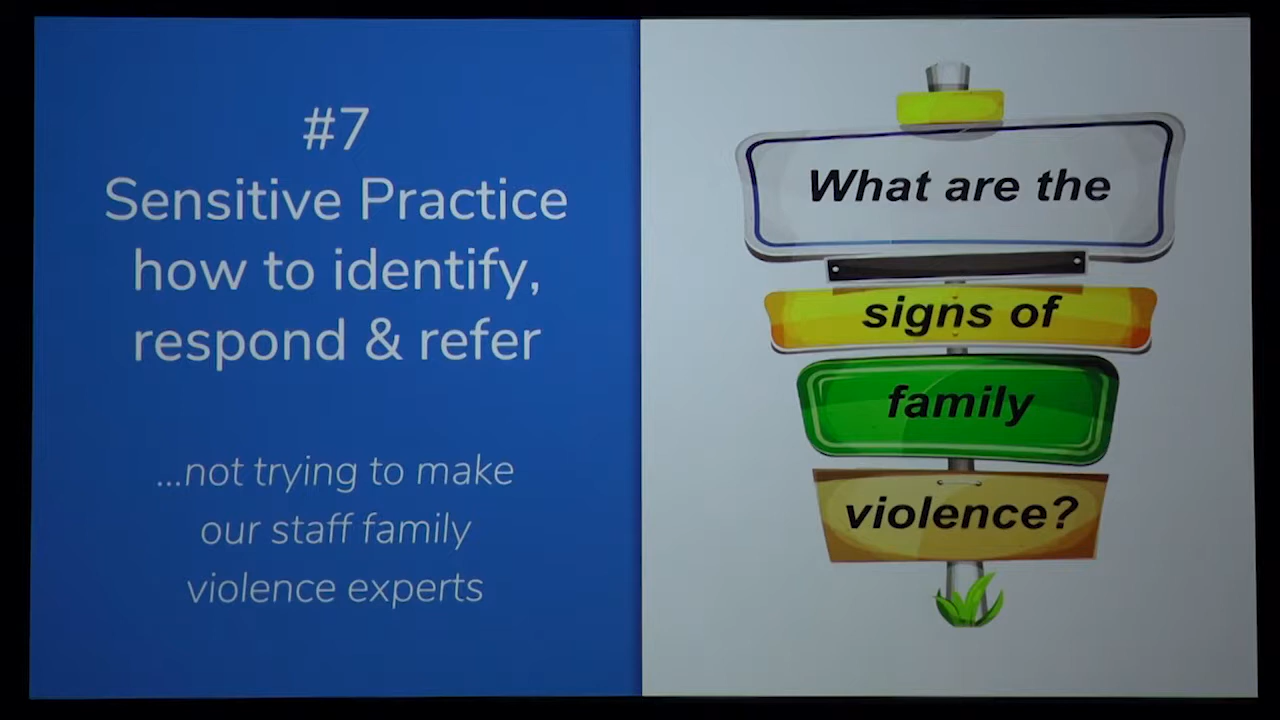 #7
Sensitive Practice
how to identify,
respond & refer
...not trying to make
our staff family
violence experts
What are the
signs of
family
violence?